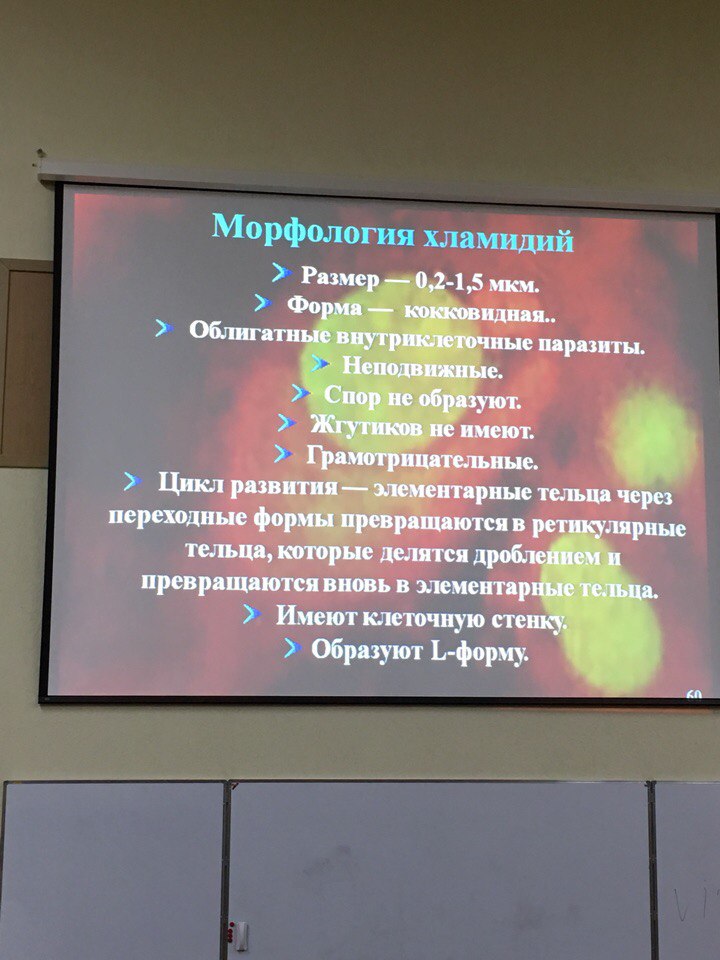 Морфология хламидий
Размер — 0,2-1,5 мкм.
Форма — кокковидная..
Облигатные внутриклеточные паразиты.
Неподвижные.
Спор не образуют.
Жгутиков не имеют.
Грамотрицательные.
Цикл развития — элементарные тельца через
переходные формы превращаются в ретикулярные
тельца, которые делятся дроблением и
превращаются вновь в элементарные тельца.
Имеют клеточную стенку.
Образуют L-форму.
60